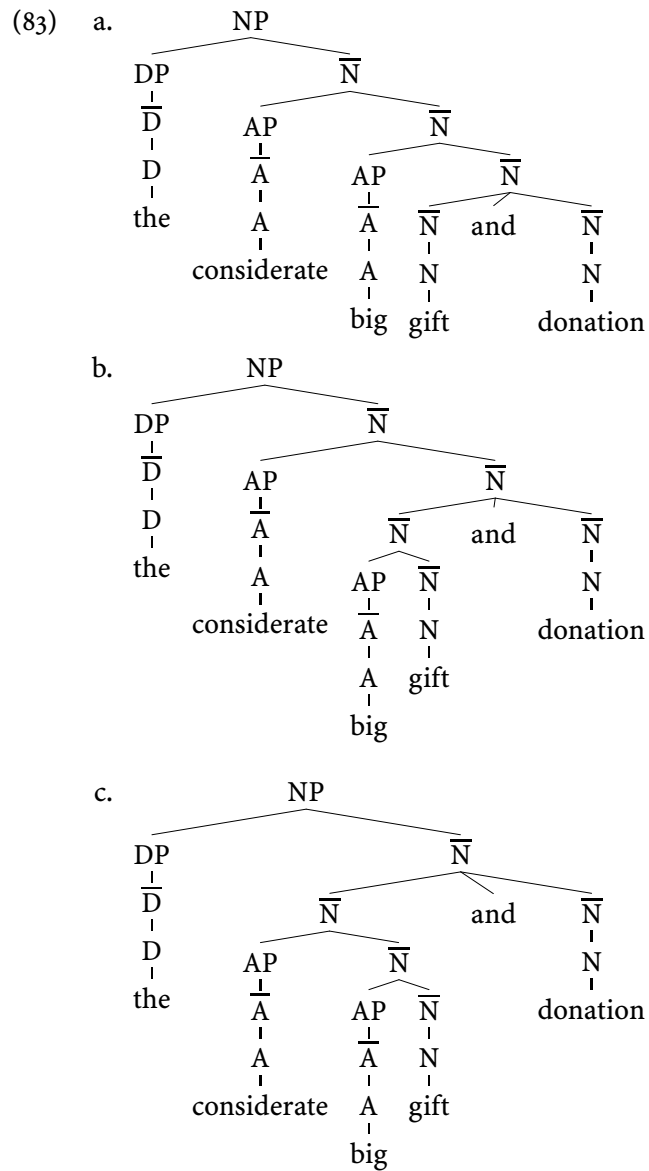 (83) a. NP
DP N̅
D̅ AP N̅
D A̅ AP N̅
the A A̅ N̅ and N̅
considerate A N N
big gift donation
b. NP
DP N̅
D̅ AP N̅
D A̅ N̅ and N̅
the A AP N̅ N
considerate A̅ N donation
A gift
big
c. NP
DP N̅
D̅ N̅ and N̅
D AP N̅ N
the A̅ AP N̅ donation
A A̅ N
considerate A gift
big